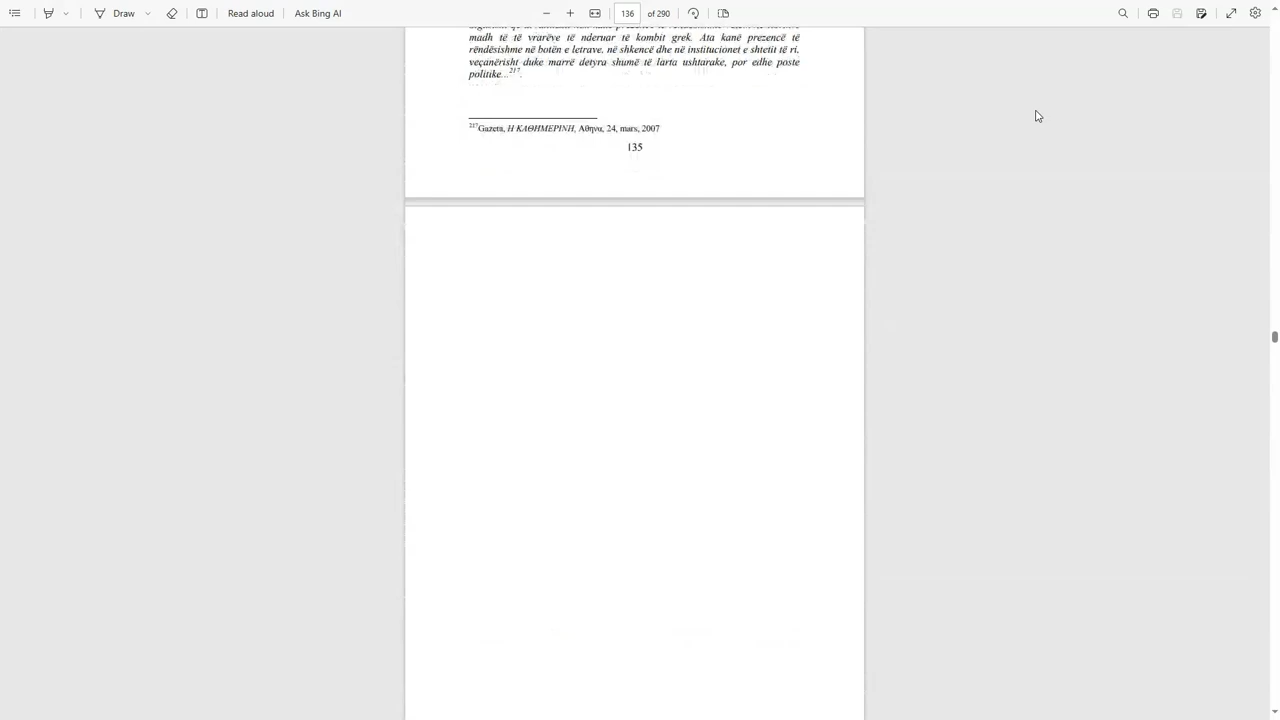 Draw
Read aloud
Ask Bing AI
136 of 290
madh të të vrarëve të nderuar të kombit grek. Ata kanë prezencë të
rëndësishme në botën e letrave, në shkencë dhe në institucionet e shtetit të ri,
veçanërisht duke marrë detyra shumë të larta ushtarake, por edhe poste
politike...217.
217Gazeta, Η ΚΑΘΗΜΕΡΙΝΗ, Αθηνα, 24, mars, 2007
135